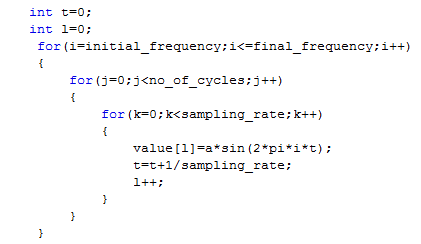 int t=0;
int l=0;
for(i=initial_frequency;i<=final_frequency;i++)
{
for(j=0;j<no_of_cycles;j++)
{
for(k=0;k<sampling_rate;k++)
{
value[l]=a*sin(2*pi*i*t);
t=t+1/sampling_rate;
l++;
}
}
}